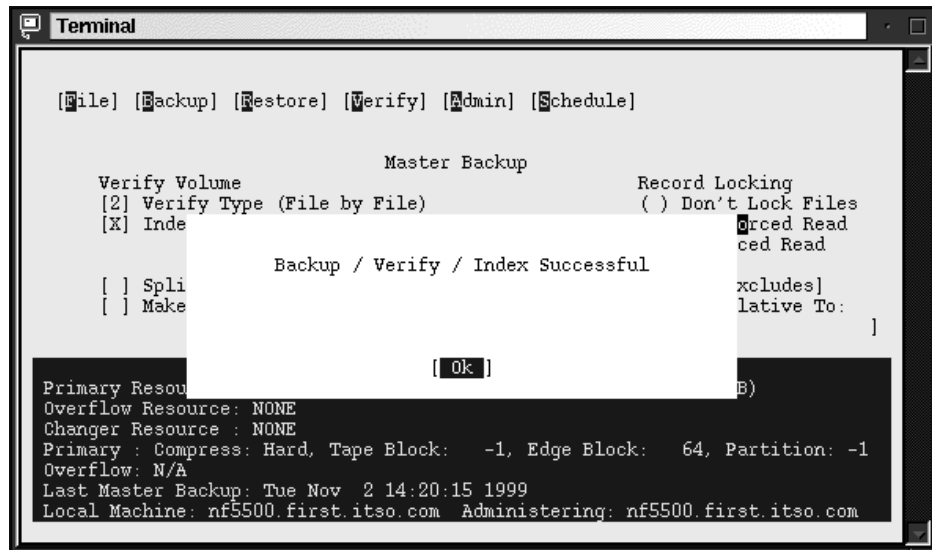 Terminal
[File] [Backup] [Restore] [Verify] [Admin] [Schedule]
Master Backup
Verify Volume Record Locking
[2] Verify Type (File by File) ( ) Don't Lock Files
[X] Inde orced Read
ced Read
Backup / Verify / Index Successful
[ ] Spli xcludes]
[ ] Make lative To:
]
[ Ok ]
Primary Resou B)
Overflow Resource: NONE
Changer Resource : NONE
Primary : Compress: Hard, Tape Block: -1, Edge Block: 64, Partition: -1
Overflow: N/A
Last Master Backup: Tue Nov 2 14:20:15 1999
Local Machine: nf5500.first.itso.com Administering: nf5500.first.itso.com